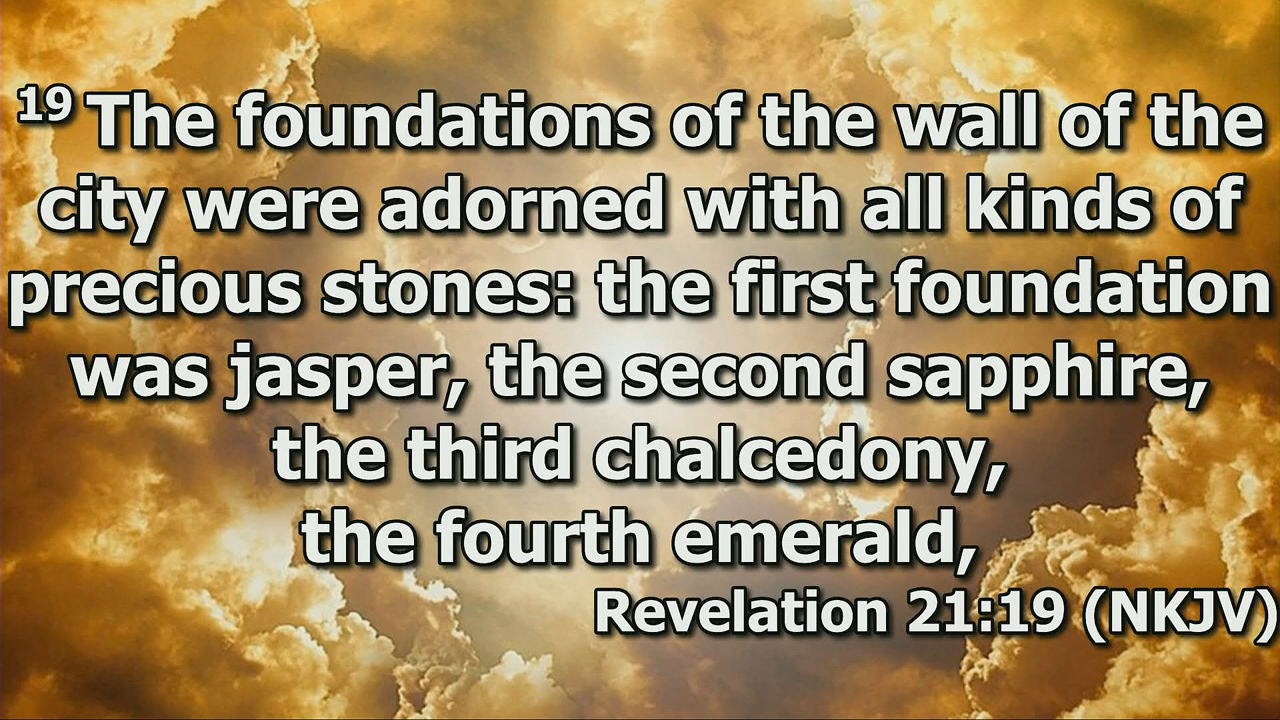 19 The foundations of the wall of the
city were adorned with all kinds of
precious stones: the first foundation
was jasper, the second sapphire,
the third chalcedony,
the fourth emerald,
Revelation 21:19 (NKJV)